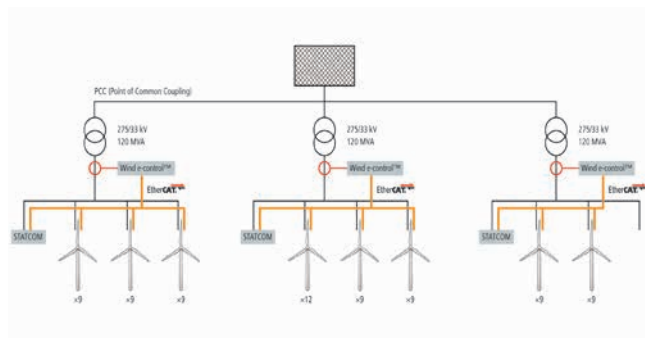 PCC (Point of Common Coupling)
275/33 kV
120 MVA
275/33 kV
120 MVA
275/33 kV
120 MVA
Wind e-control™
Wind e-control™
Wind e-control™
EtherCAT
EtherCAT
EtherCAT
STATCOM
STATCOM
STATCOM
×9
×9
×9
×12
×9
×9
×9
×9